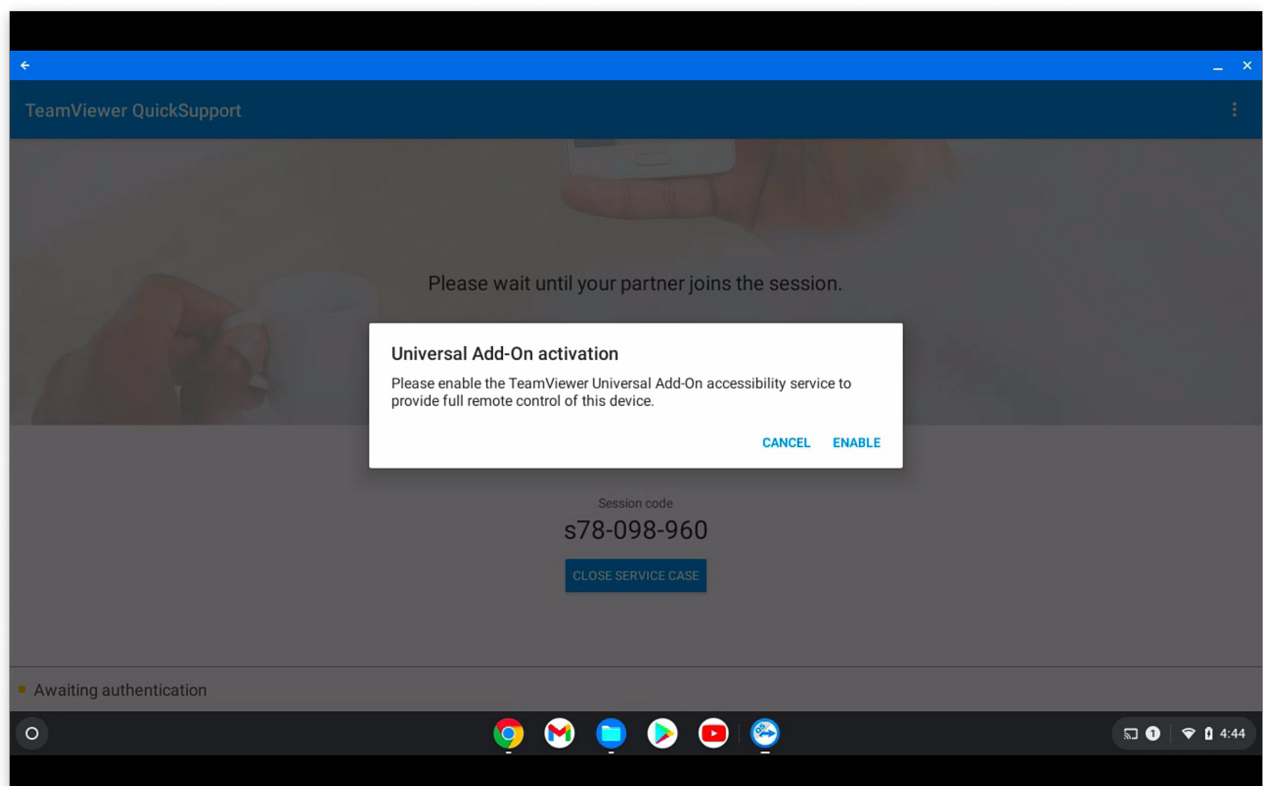 TeamViewer QuickSupport
Please wait until your partner joins the session.
Universal Add-On activation
Please enable the TeamViewer Universal Add-On accessibility service to
provide full remote control of this device.
CANCEL ENABLE
Session code
s78-098-960
CLOSE SERVICE CASE
Awaiting authentication
1 4:44